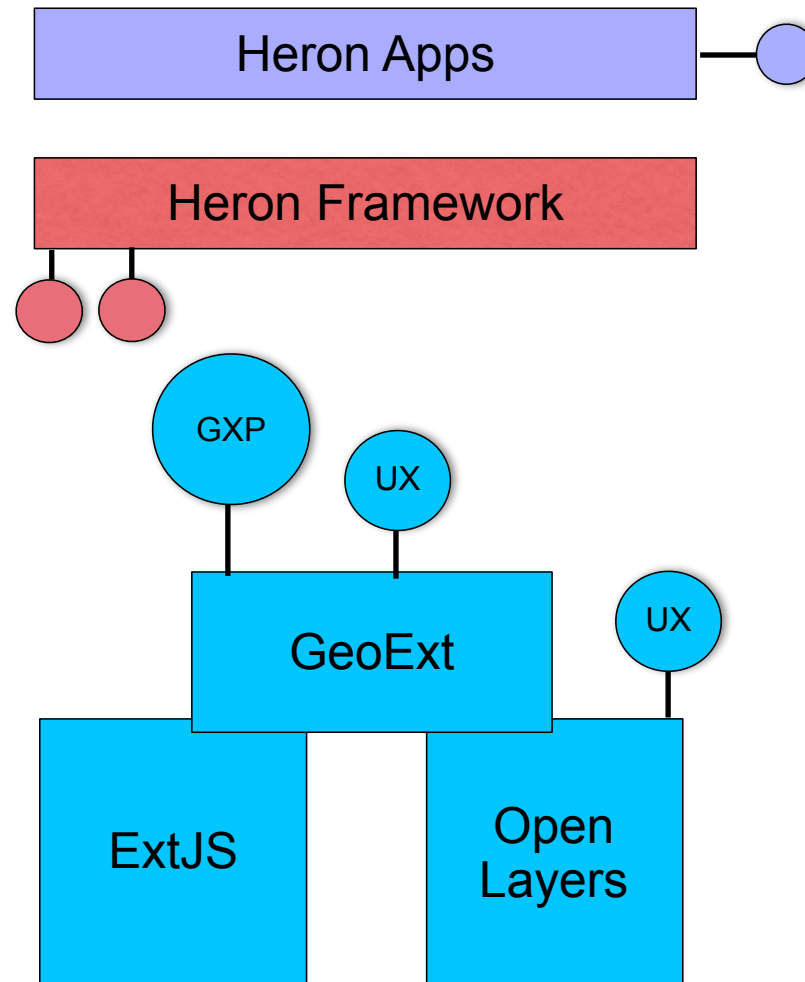 Heron Apps
Heron Framework
GXP
UX
UX
GeoExt
ExtJS
Open
Layers